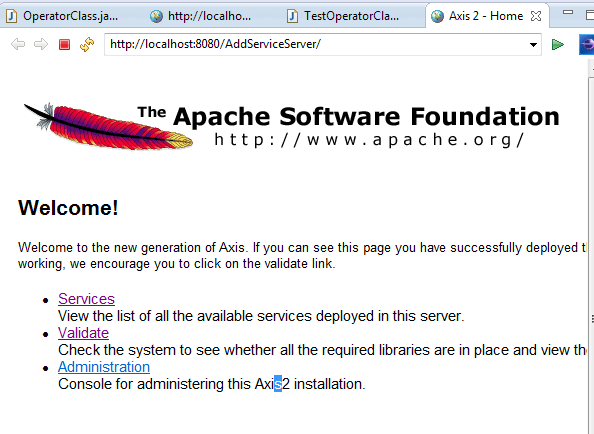 OperatorClass.ja... http://localho... TestOperatorCla... Axis 2 - Home
http://localhost:8080/AddServiceServer/
The Apache Software Foundation
http://www.apache.org/
Welcome!
Welcome to the new generation of Axis. If you can see this page you have successfully deployed t
working, we encourage you to click on the validate link.
• Services
View the list of all the available services deployed in this server.
• Validate
Check the system to see whether all the required libraries are in place and view the
• Administration
Console for administering this Axis2 installation.